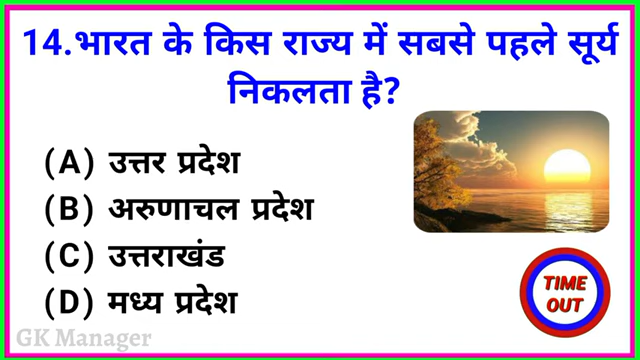 14.भारत के किस राज्य में सबसे पहले सूर्य
निकलता है?
(A) उत्तर प्रदेश
(B) अरुणाचल प्रदेश
(C) उत्तराखंड
(D) मध्य प्रदेश
TIME
OUT
GK Manager